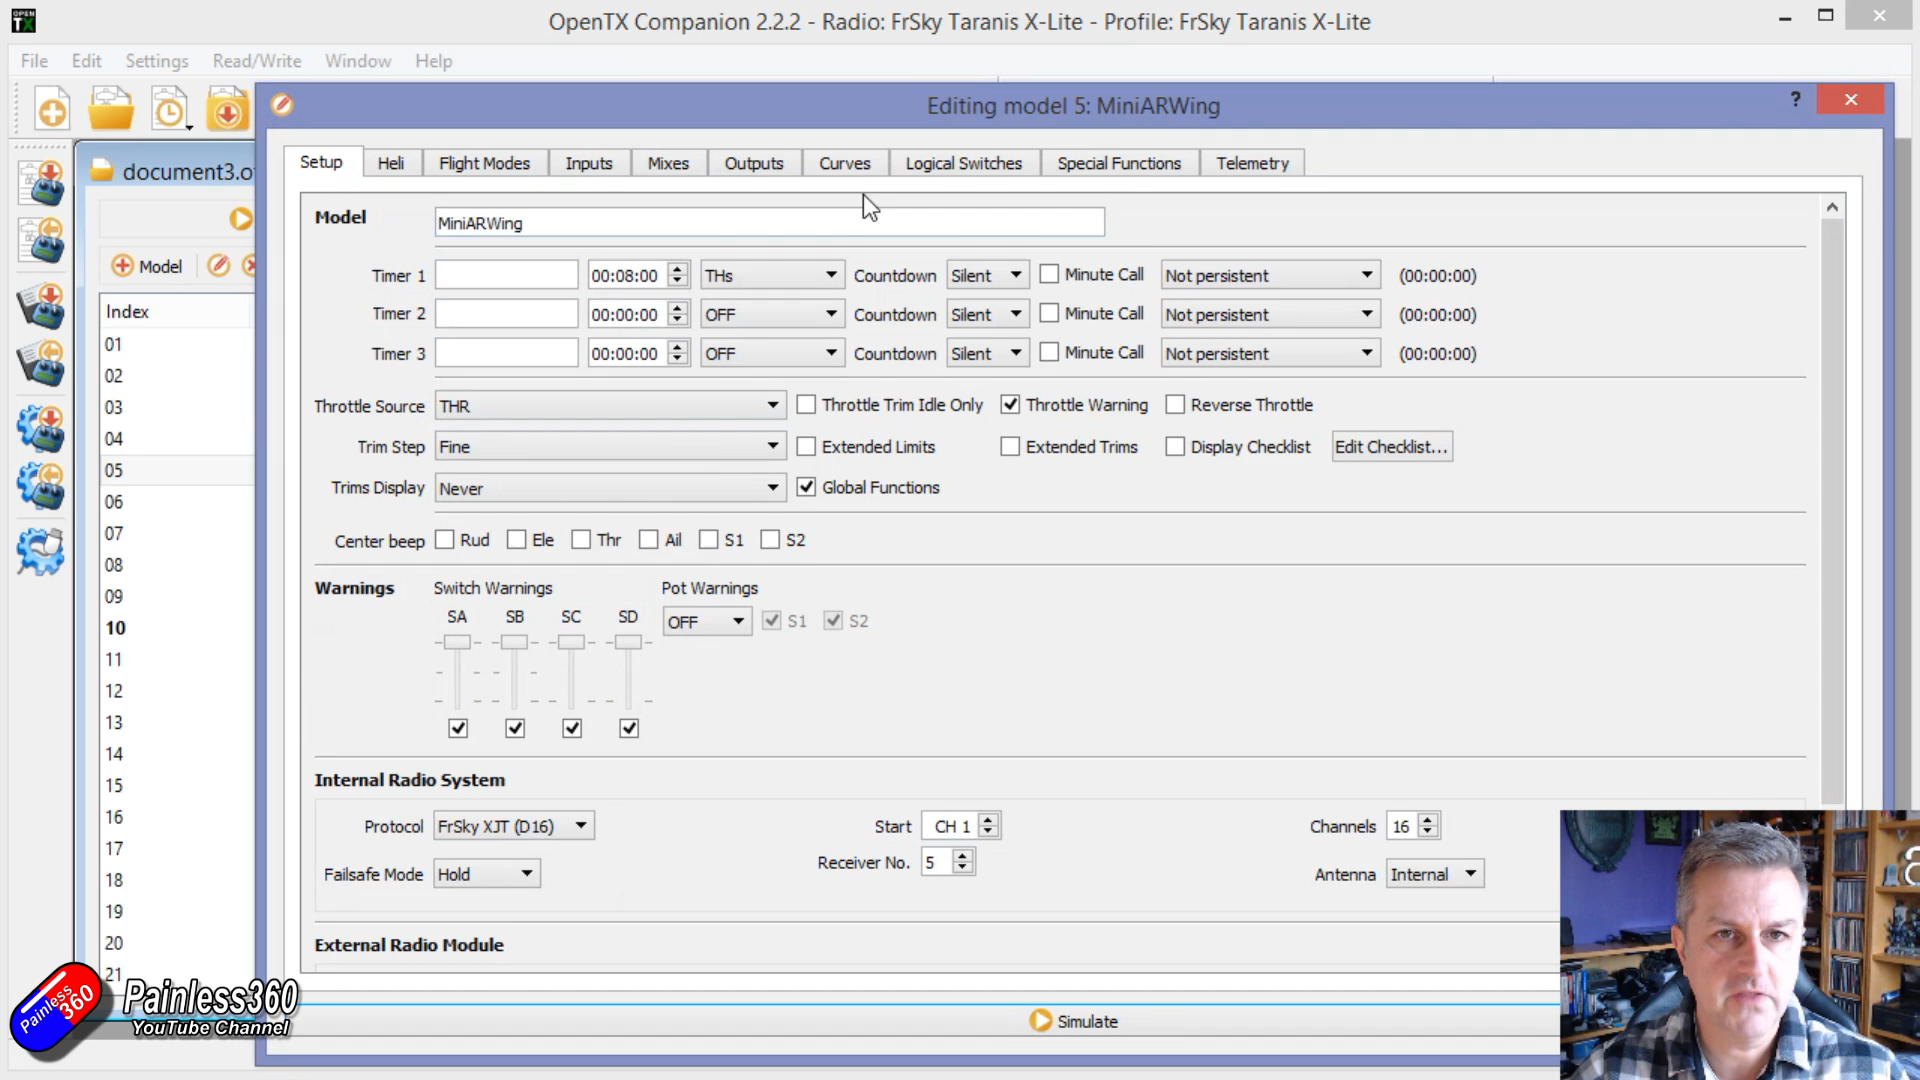 OPEN TX
OpenTX Companion 2.2.2 - Radio: FrSky Taranis X-Lite - Profile: FrSky Taranis X-Lite
File Edit Settings Read/Write Window Help
Editing model 5: MiniARWing ?
document3.o
Setup Heli Flight Modes Inputs Mixes Outputs Curves Logical Switches Special Functions Telemetry
Model MiniARWing
Model
Timer 1 00:08:00 THs Countdown Silent Minute Call Not persistent (00:00:00)
Timer 2 00:00:00 OFF Countdown Silent Minute Call Not persistent (00:00:00)
Timer 3 00:00:00 OFF Countdown Silent Minute Call Not persistent (00:00:00)
Throttle Source THR Throttle Trim Idle Only Throttle Warning Reverse Throttle
Trim Step Fine Extended Limits Extended Trims Display Checklist Edit Checklist...
Trims Display Never Global Functions
Center beep Rud Ele Thr Ail S1 S2
Warnings Switch Warnings Pot Warnings
SA SB SC SD OFF S1 S2
Internal Radio System
Protocol FrSky XJT (D16) Start CH 1 Channels 16
Failsafe Mode Hold Receiver No. 5 Antenna Internal
External Radio Module
Simulate
Index
01
02
03
04
05
06
07
08
09
10
11
12
13
14
15
16
17
18
19
20
21
Painless 360
Painless360
YouTube Channel